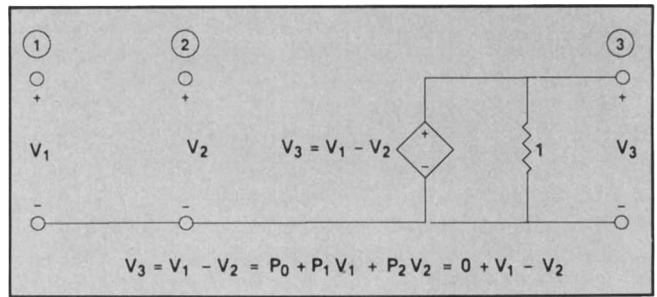 1 2 3
+ + + +
V₁ V₂ V₃ = V₁ − V₂ 1 V₃
− − − −
V₃ = V₁ − V₂ = P₀ + P₁ V₁ + P₂ V₂ = 0 + V₁ − V₂